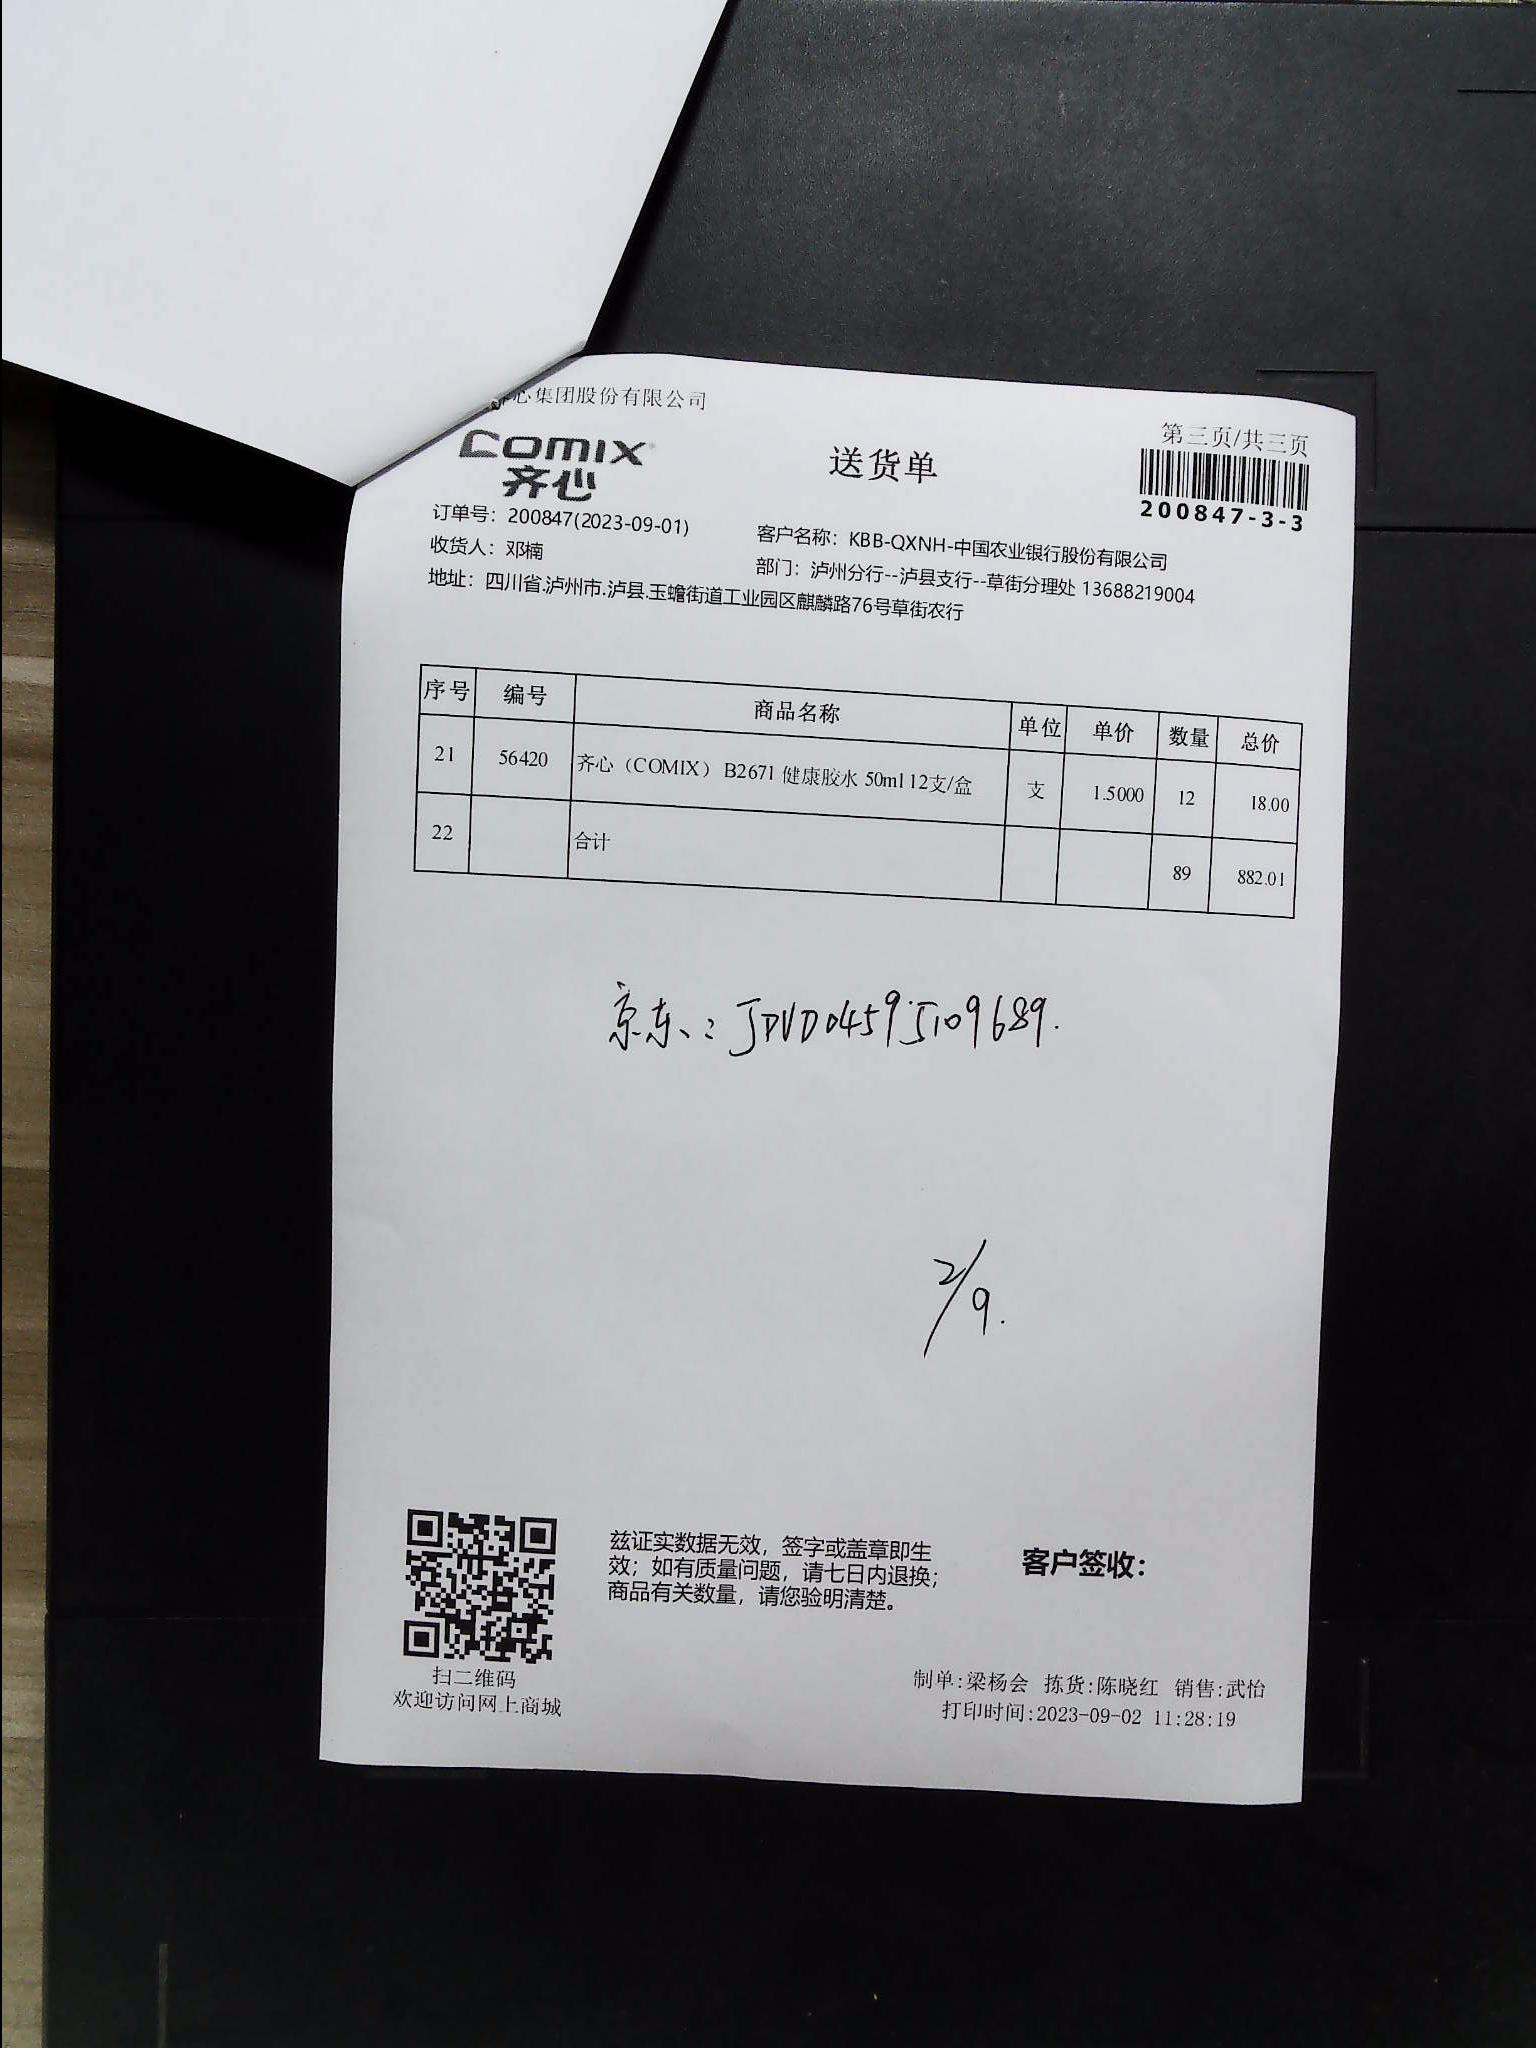 齐心集团股份有限公司
COMIX
齐心
送货单
第三页/共三页
200847-3-3
订单号：200847(2023-09-01)
客户名称：KBB-QXNH-中国农业银行股份有限公司
收货人：邓楠
部门：泸州分行--泸县支行--草街分理处 13688219004
地址：四川省.泸州市.泸县.玉蟾街道工业园区麒麟路76号草街农行
序号 编号 商品名称 单位 单价 数量 总价
21 56420 齐心（COMIX） B2671 健康胶水 50ml 12支/盒 支 1.5000 12 18.00
22 合计 89 882.01
京东：JDVD04595109689.
2/9.
兹证实数据无效，签字或盖章即生
效；如有质量问题，请七日内退换；
商品有关数量，请您验明清楚。
客户签收：
扫二维码
欢迎访问网上商城
制单:梁杨会 拣货:陈晓红 销售:武怡
打印时间:2023-09-02 11:28:19